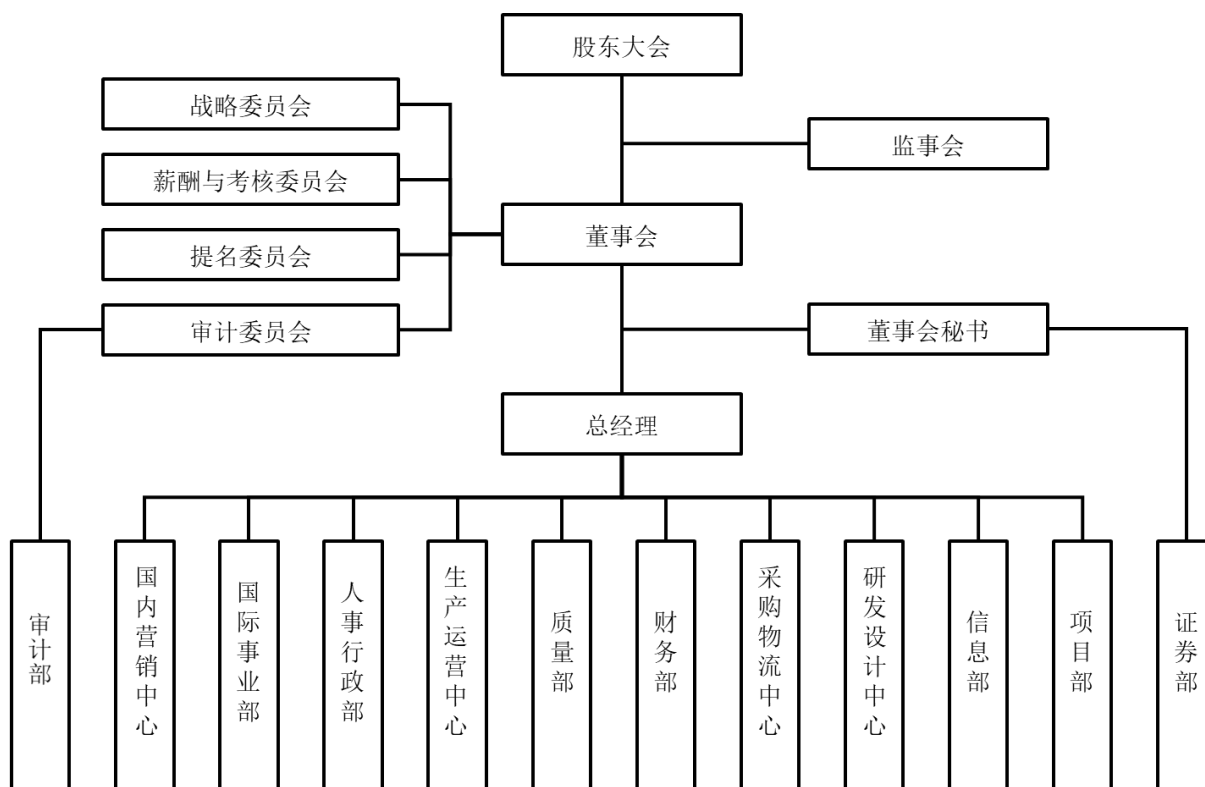 股东大会
战略委员会
监事会
薪酬与考核委员会
董事会
提名委员会
审计委员会
董事会秘书
总经理
审计部
国内营销中心
国际事业部
人事行政部
生产运营中心
质量部
财务部
采购物流中心
研发设计中心
信息部
项目部
证券部